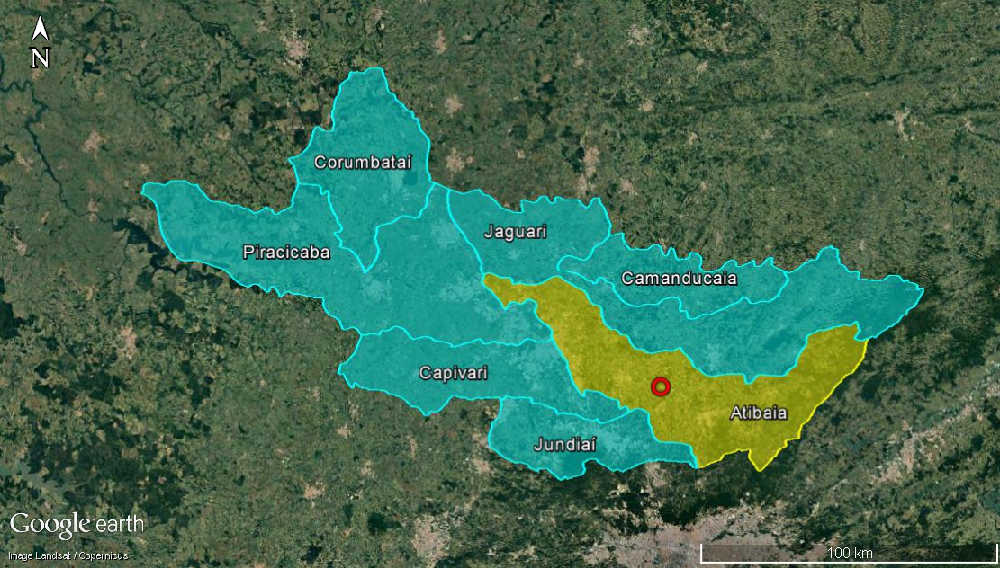 N
Corumbataí
Jaguari
Piracicaba
Camanducaia
Capivari
Atibaia
Jundiaí
Google earth
Image Landsat / Copernicus
100 km